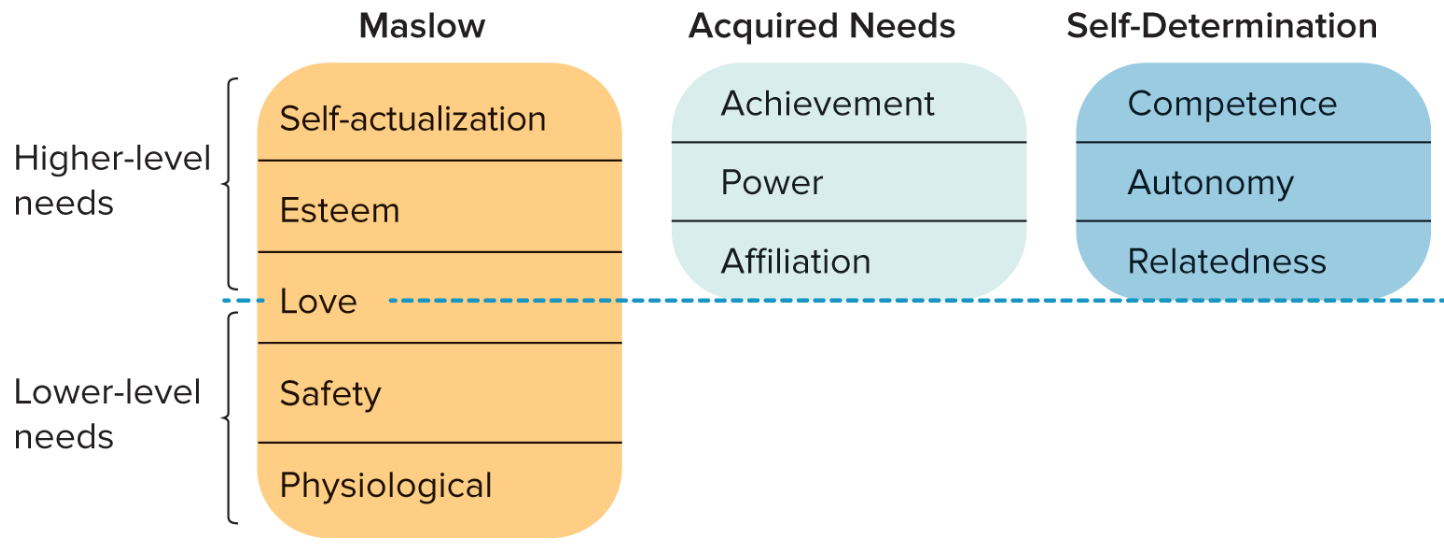 Maslow
Acquired Needs
Self-Determination
Higher-level
needs
Lower-level
needs
Self-actualization
Esteem
Love
Safety
Physiological
Achievement
Power
Affiliation
Competence
Autonomy
Relatedness